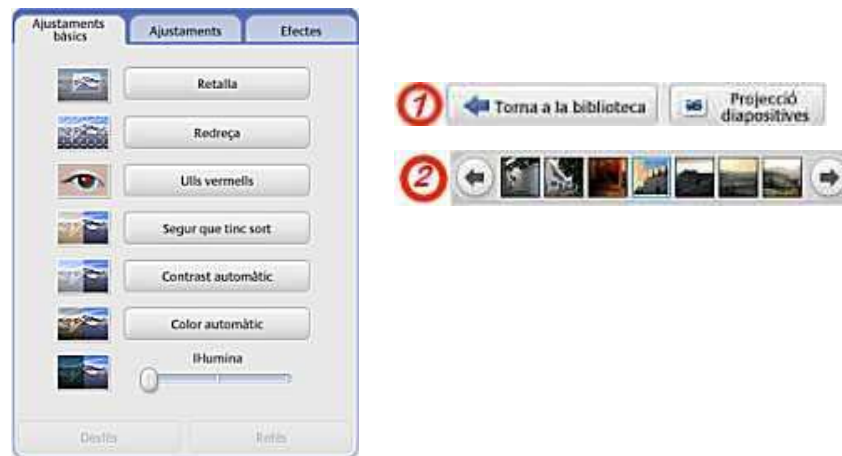 Ajustaments
bàsics
Ajustaments
Efectes
Retalla
Redreça
Ulls vermells
Segur que tinc sort
Contrast automàtic
Color automàtic
Il·lumina
Desfés
Refés
1
Torna a la biblioteca
Projecció
diapositives
2